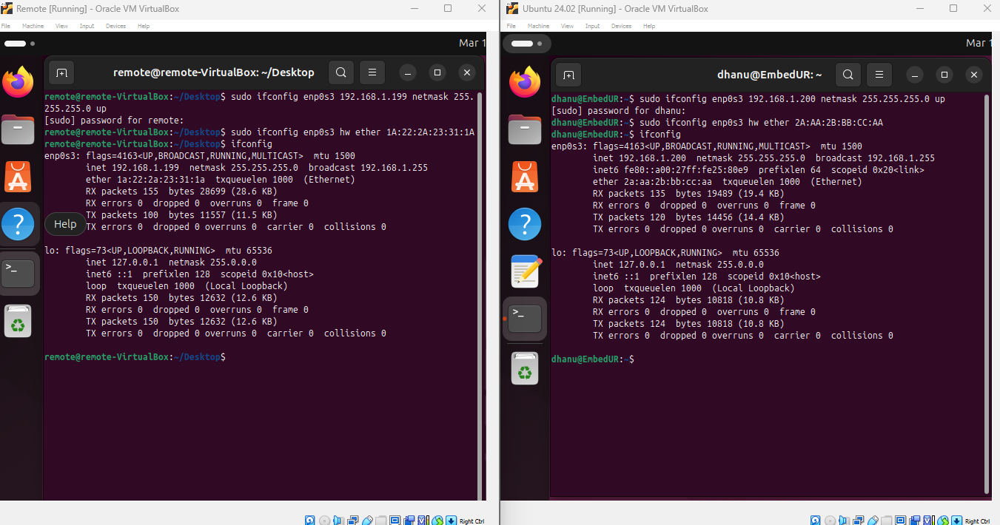 Remote [Running] - Oracle VM VirtualBox
File Machine View Input Devices Help
Mar 1
remote@remote-VirtualBox: ~/Desktop
remote@remote-VirtualBox:~/Desktop$ sudo ifconfig enp0s3 192.168.1.199 netmask 255.
255.255.0 up
[sudo] password for remote:
remote@remote-VirtualBox:~/Desktop$ sudo ifconfig enp0s3 hw ether 1A:22:2A:23:31:1A
remote@remote-VirtualBox:~/Desktop$ ifconfig
enp0s3: flags=4163<UP,BROADCAST,RUNNING,MULTICAST>  mtu 1500
        inet 192.168.1.199  netmask 255.255.255.0  broadcast 192.168.1.255
        ether 1a:22:2a:23:31:1a  txqueuelen 1000  (Ethernet)
        RX packets 155  bytes 28699 (28.6 KB)
        RX errors 0  dropped 0  overruns 0  frame 0
        TX packets 100  bytes 11557 (11.5 KB)
Help
        TX errors 0  dropped 0 overruns 0  carrier 0  collisions 0
lo: flags=73<UP,LOOPBACK,RUNNING>  mtu 65536
        inet 127.0.0.1  netmask 255.0.0.0
        inet6 ::1  prefixlen 128  scopeid 0x10<host>
        loop  txqueuelen 1000  (Local Loopback)
        RX packets 150  bytes 12632 (12.6 KB)
        RX errors 0  dropped 0  overruns 0  frame 0
        TX packets 150  bytes 12632 (12.6 KB)
        TX errors 0  dropped 0 overruns 0  carrier 0  collisions 0
remote@remote-VirtualBox:~/Desktop$
Right Ctrl
Ubuntu 24.02 [Running] - Oracle VM VirtualBox
File Machine View Input Devices Help
Mar 1
dhanu@EmbedUR: ~
dhanu@EmbedUR:~$ sudo ifconfig enp0s3 192.168.1.200 netmask 255.255.255.0 up
[sudo] password for dhanu:
dhanu@EmbedUR:~$ sudo ifconfig enp0s3 hw ether 2A:AA:2B:BB:CC:AA
dhanu@EmbedUR:~$ ifconfig
enp0s3: flags=4163<UP,BROADCAST,RUNNING,MULTICAST>  mtu 1500
        inet 192.168.1.200  netmask 255.255.255.0  broadcast 192.168.1.255
        inet6 fe80::a00:27ff:fe25:80e9  prefixlen 64  scopeid 0x20<link>
        ether 2a:aa:2b:bb:cc:aa  txqueuelen 1000  (Ethernet)
        RX packets 135  bytes 19489 (19.4 KB)
        RX errors 0  dropped 0  overruns 0  frame 0
        TX packets 120  bytes 14456 (14.4 KB)
        TX errors 0  dropped 0 overruns 0  carrier 0  collisions 0
lo: flags=73<UP,LOOPBACK,RUNNING>  mtu 65536
        inet 127.0.0.1  netmask 255.0.0.0
        inet6 ::1  prefixlen 128  scopeid 0x10<host>
        loop  txqueuelen 1000  (Local Loopback)
        RX packets 124  bytes 10818 (10.8 KB)
        RX errors 0  dropped 0  overruns 0  frame 0
        TX packets 124  bytes 10818 (10.8 KB)
        TX errors 0  dropped 0 overruns 0  carrier 0  collisions 0
dhanu@EmbedUR:~$
Right Ctrl